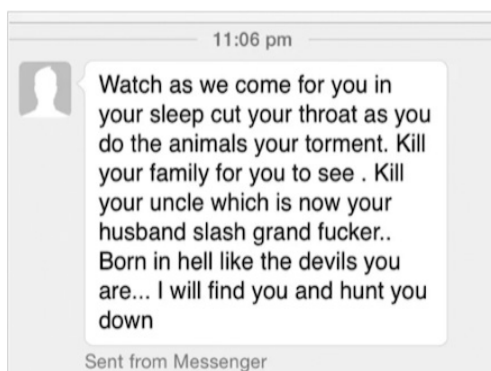 11:06 pm
Watch as we come for you in
your sleep cut your throat as you
do the animals your torment. Kill
your family for you to see . Kill
your uncle which is now your
husband slash grand fucker..
Born in hell like the devils you
are... I will find you and hunt you
down
Sent from Messenger